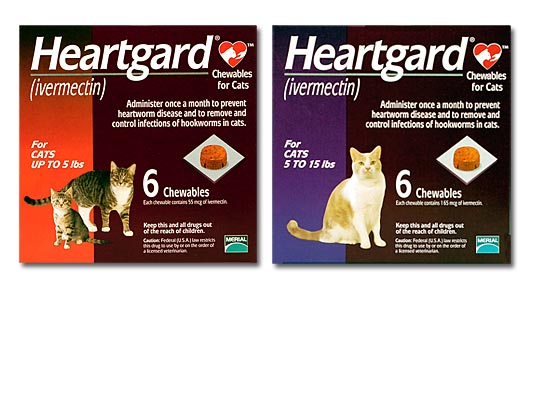 Heartgard® ™
Chewables
for Cats
(ivermectin)
Administer once a month to prevent
heartworm disease and to remove and
control infections of hookworms in cats.
For
CATS
UP TO 5 lbs
6 Chewables
Each chewable contains 55 mcg of ivermectin.
Keep this and all drugs out
of the reach of children.
Caution: Federal (U.S.A.) law restricts
this drug to use by or on the order of
a licensed veterinarian.
MERIAL
Heartgard® ™
Chewables
for Cats
(ivermectin)
Administer once a month to prevent
heartworm disease and to remove and
control infections of hookworms in cats.
For
CATS
5 TO 15 lbs
6 Chewables
Each chewable contains 165 mcg of ivermectin.
Keep this and all drugs out
of the reach of children.
Caution: Federal (U.S.A.) law restricts
this drug to use by or on the order of
a licensed veterinarian.
MERIAL